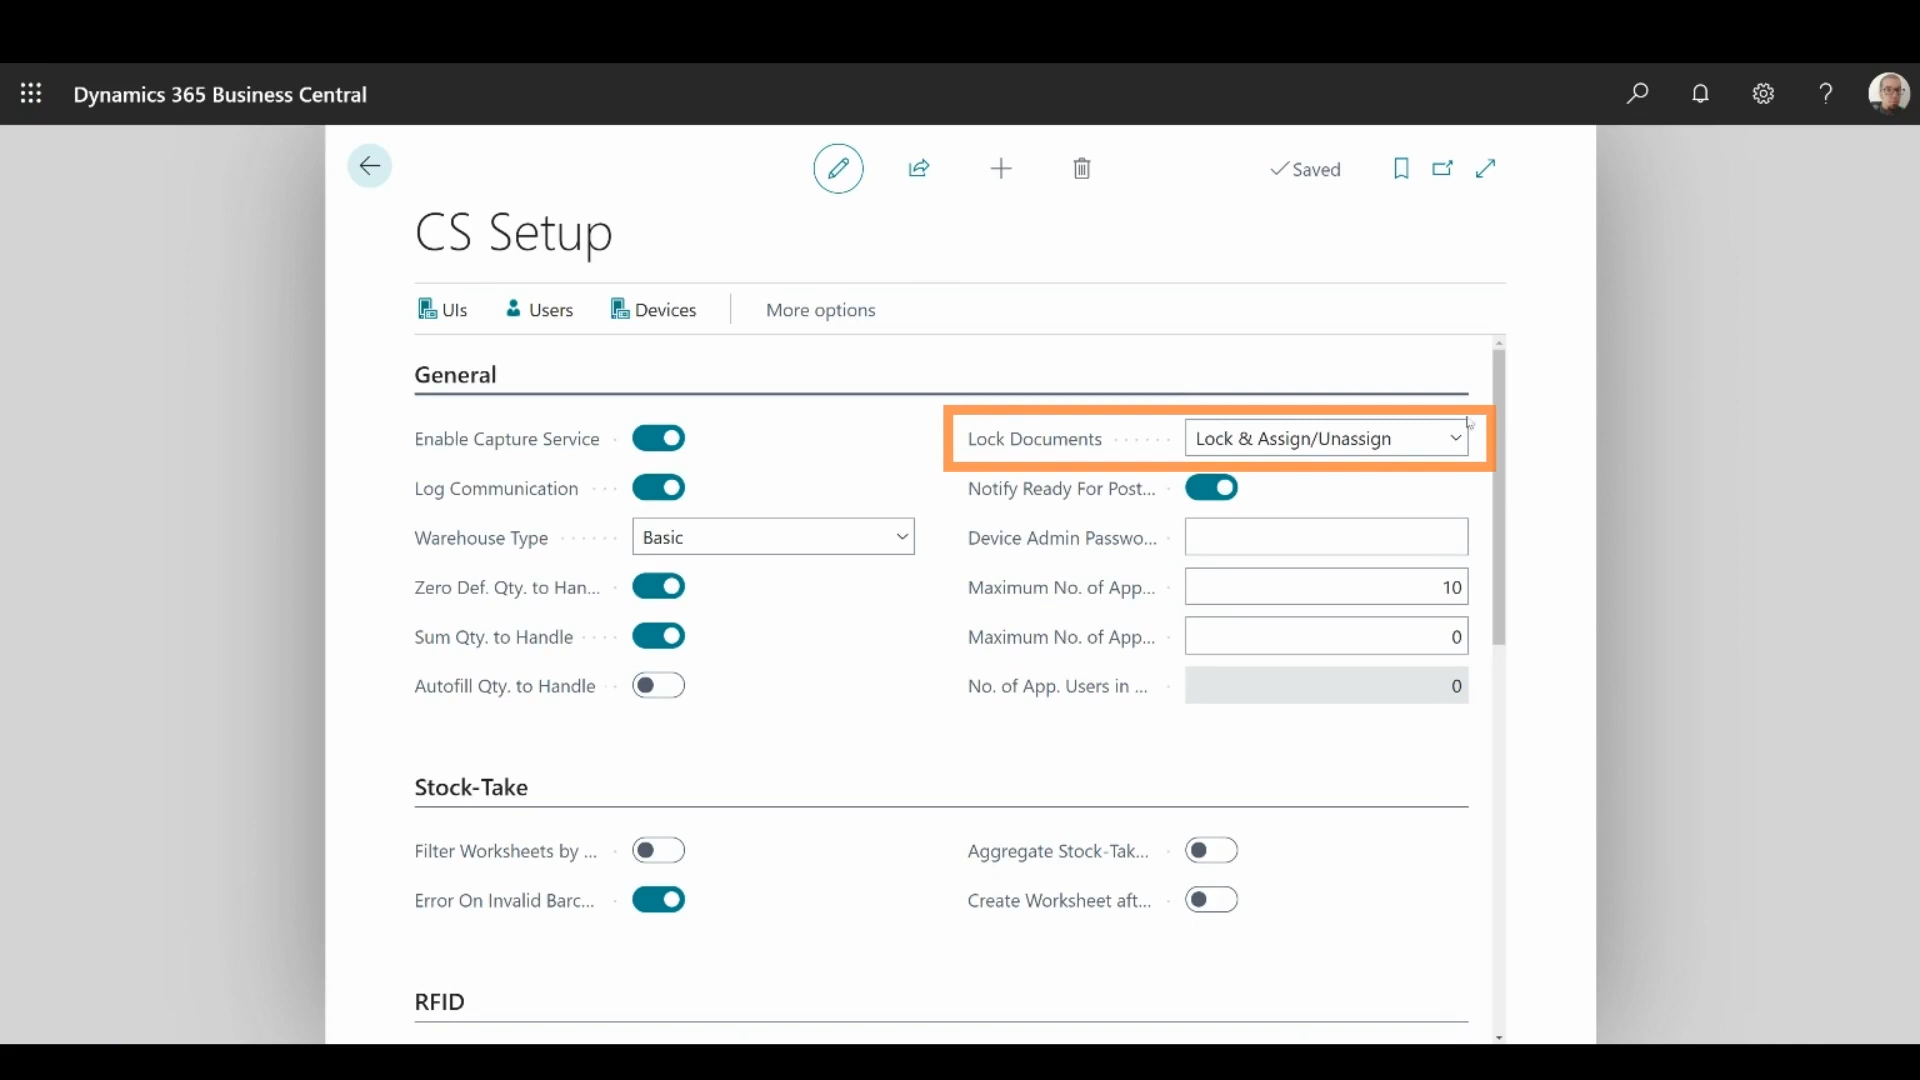 Dynamics 365 Business Central
?
Saved
CS Setup
UIs Users Devices More options
General
Enable Capture Service Lock Documents Lock & Assign/Unassign
Log Communication Notify Ready For Post...
Warehouse Type Basic Device Admin Passwo...
Zero Def. Qty. to Han... Maximum No. of App... 10
Sum Qty. to Handle Maximum No. of App... 0
Autofill Qty. to Handle No. of App. Users in ... 0
Stock-Take
Filter Worksheets by ... Aggregate Stock-Tak...
Error On Invalid Barc... Create Worksheet aft...
RFID